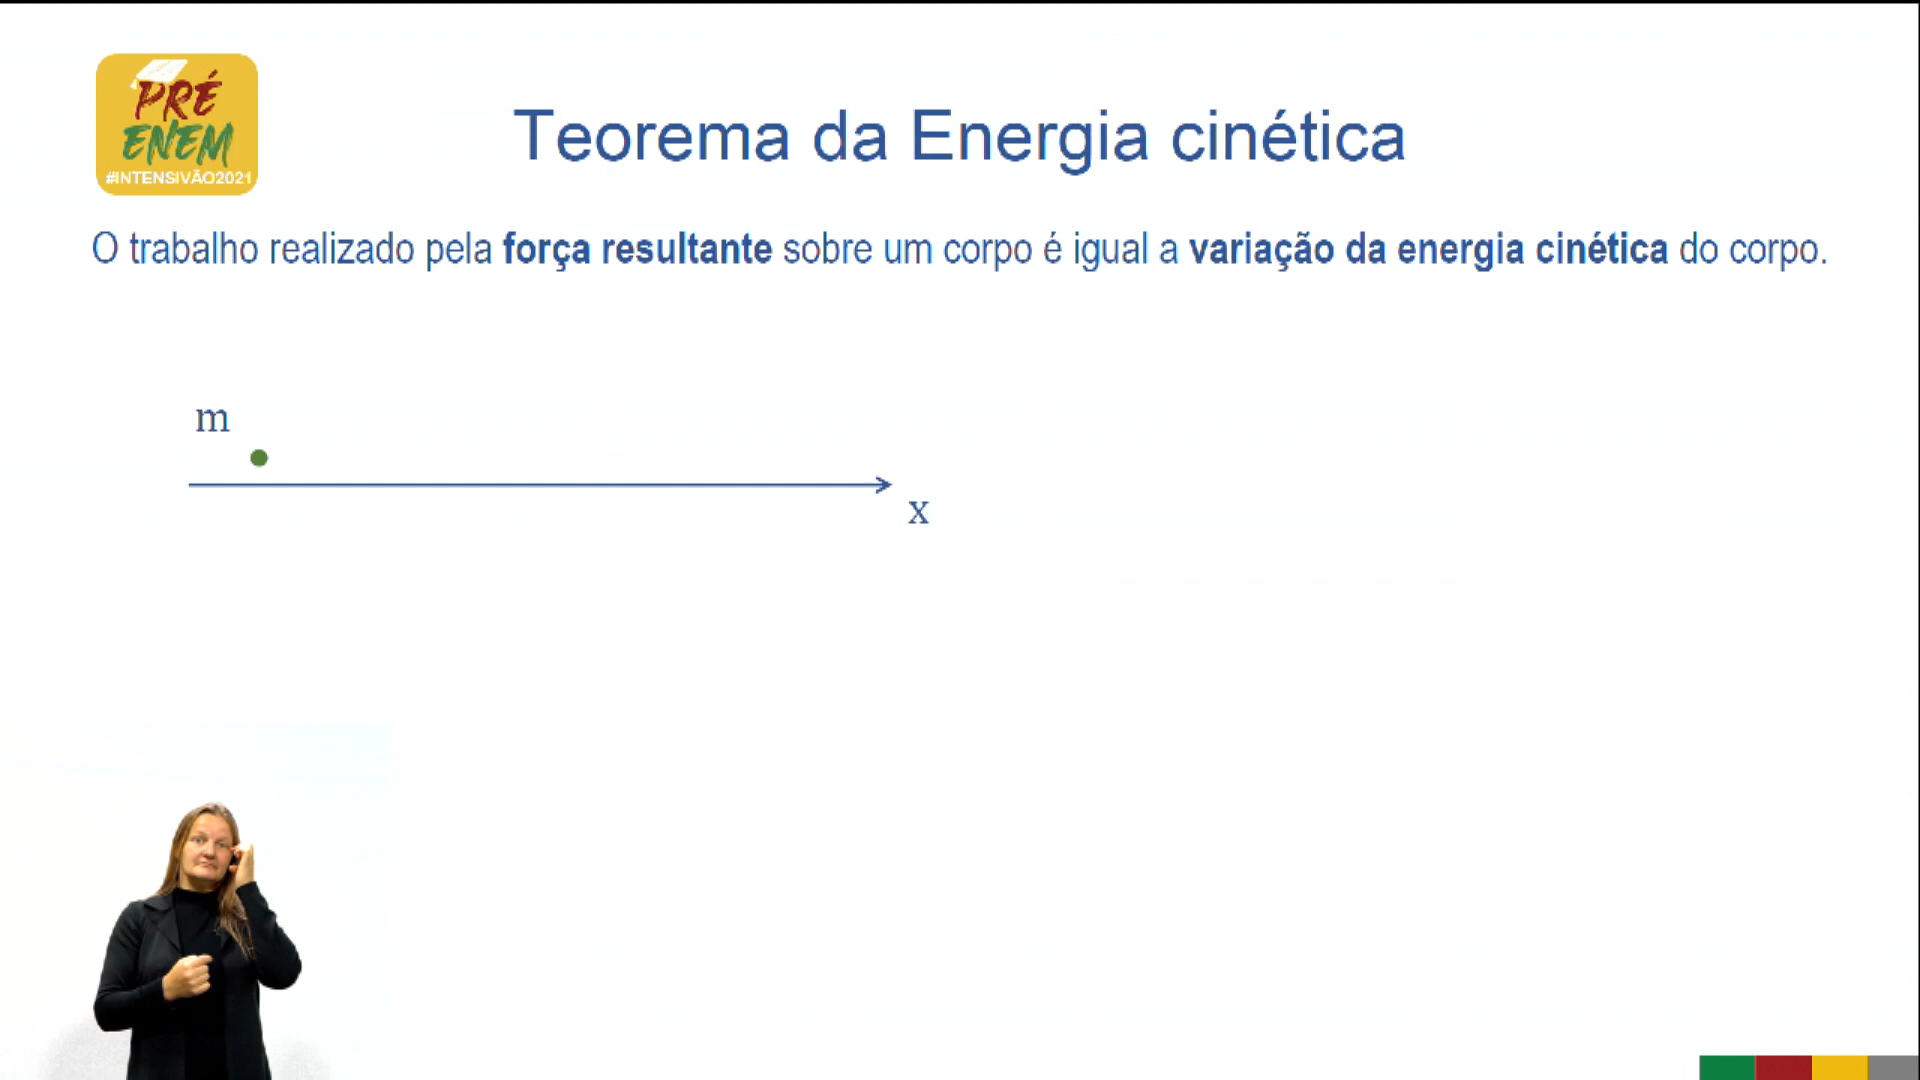 PRÉ
ENEM
#INTENSIVÃO2021
Teorema da Energia cinética
O trabalho realizado pela força resultante sobre um corpo é igual a variação da energia cinética do corpo.
m
x